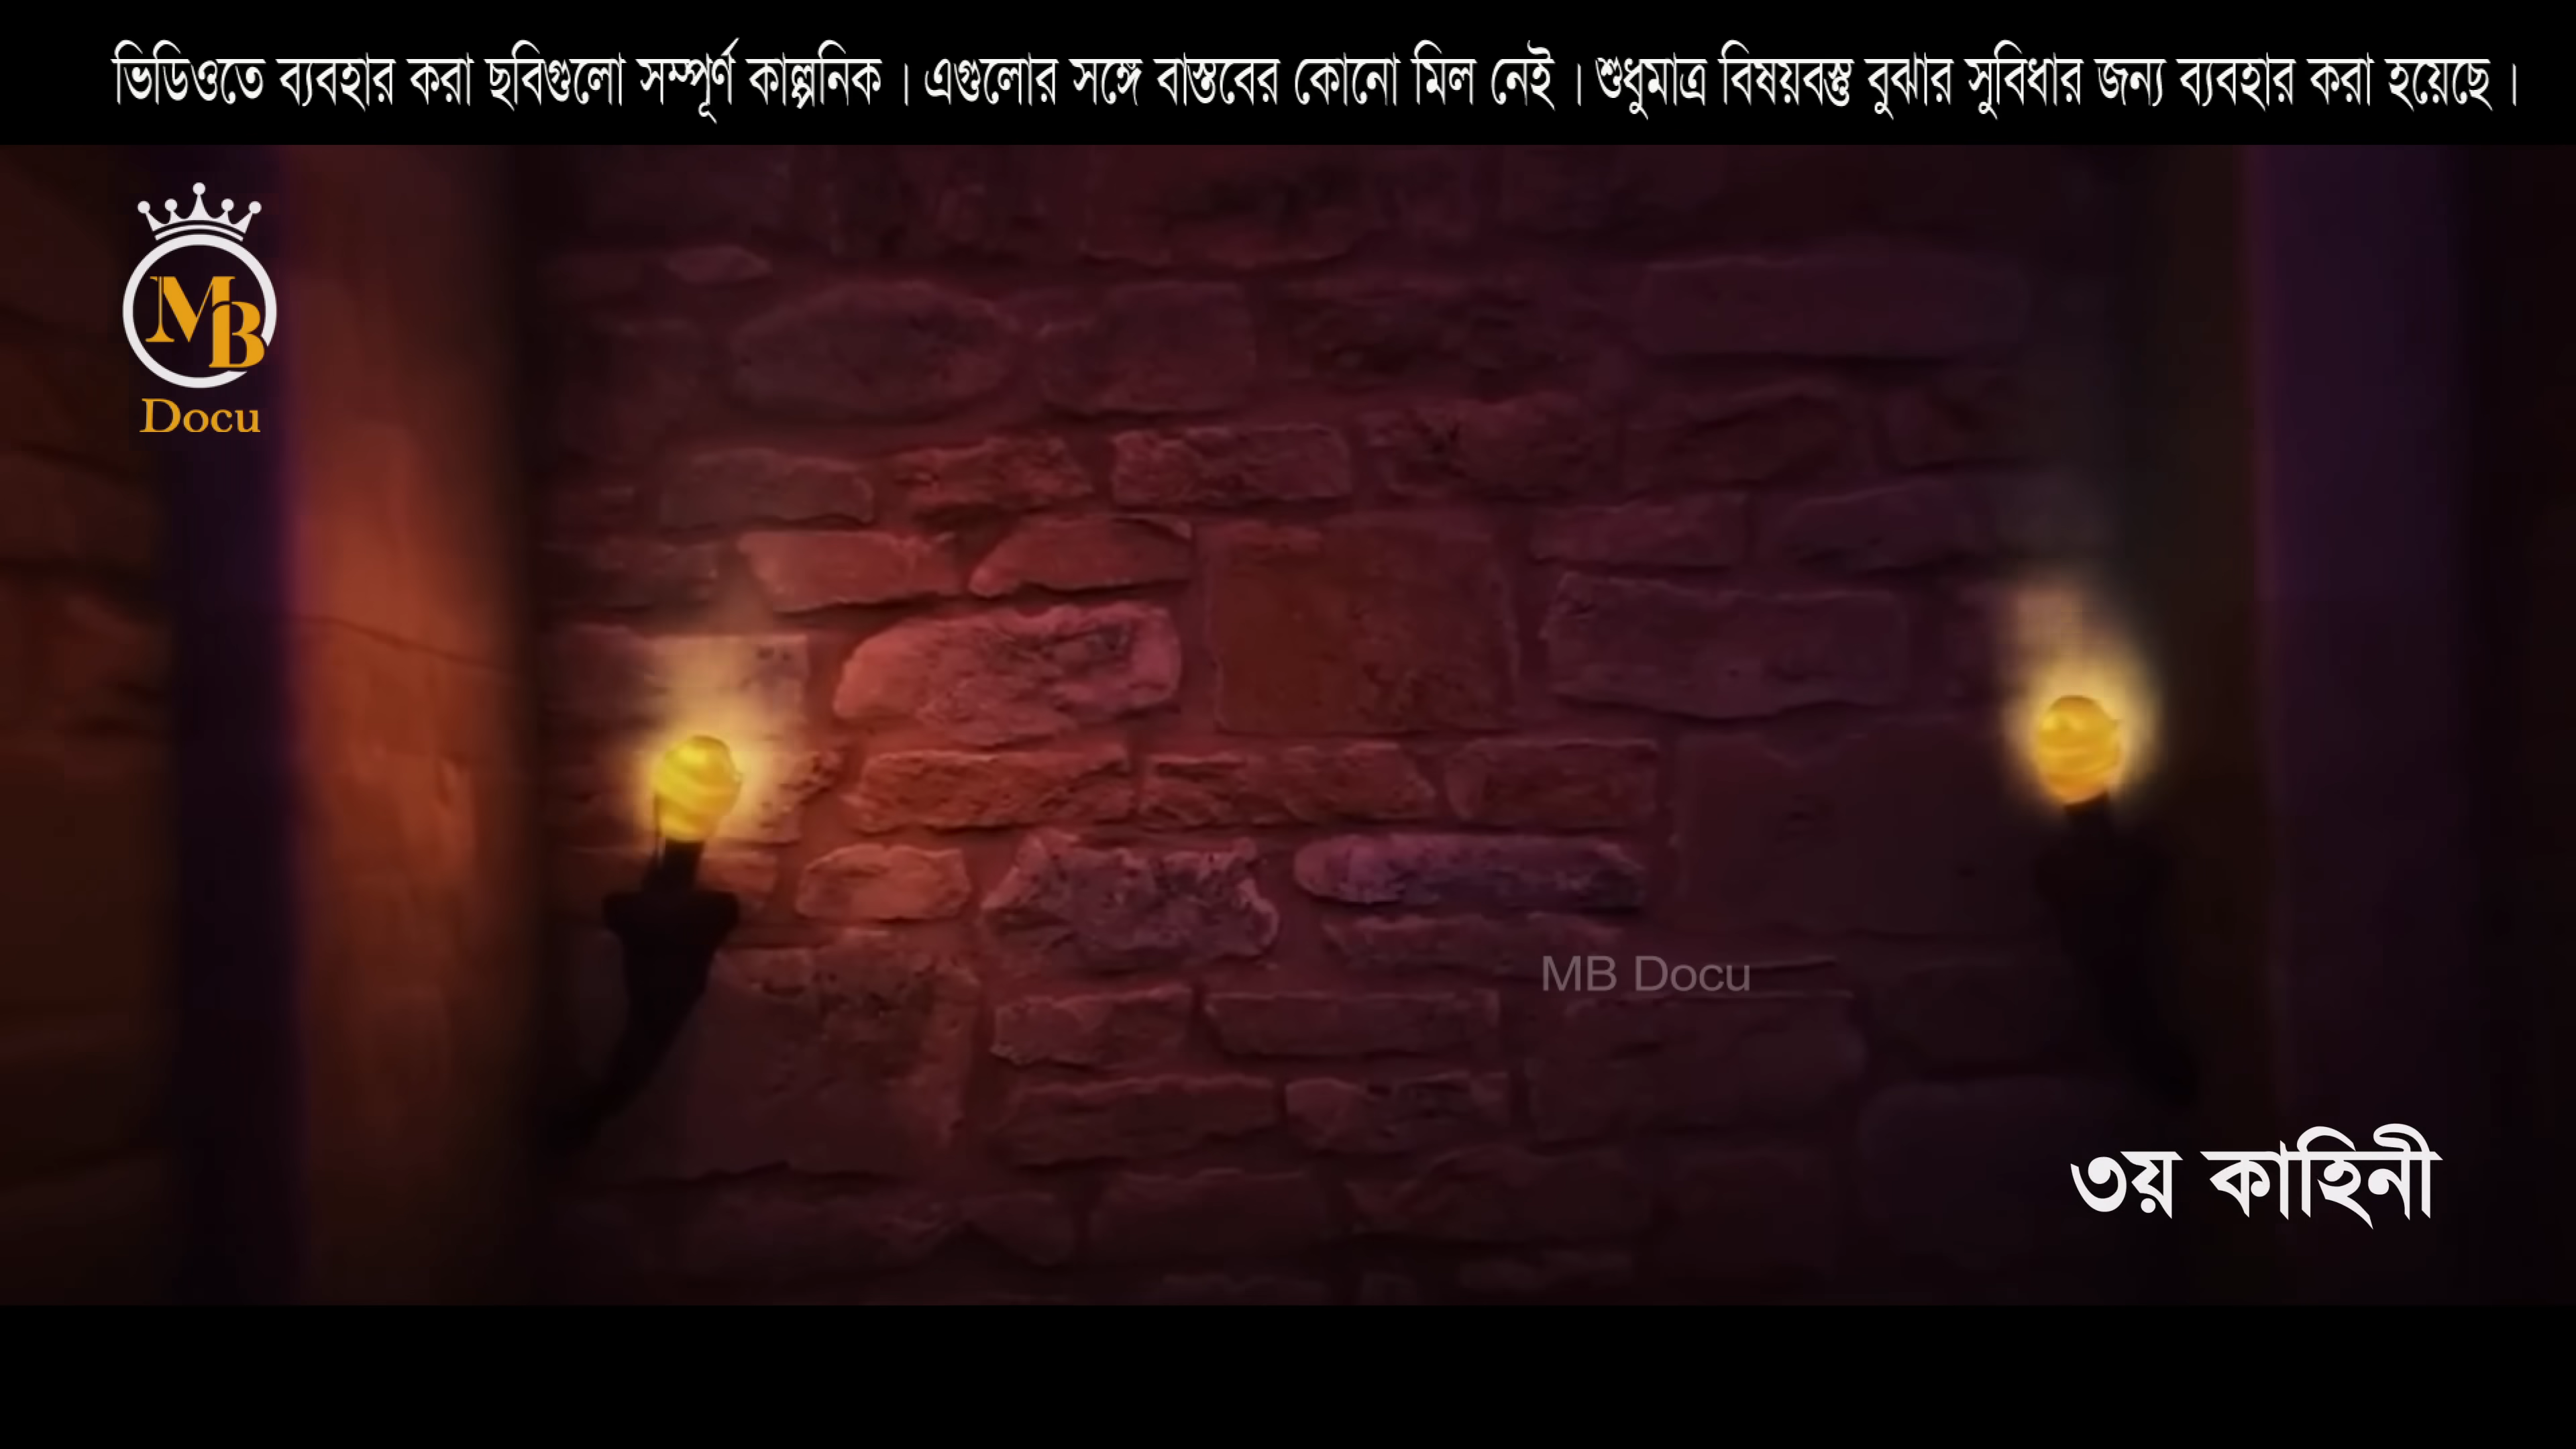 ভিডিওতে ব্যবহার করা ছবিগুলো সম্পূর্ণ কাল্পনিক । এগুলোর সঙ্গে বাস্তবের কোনো মিল নেই । শুধুমাত্র বিষয়বস্তু বুঝার সুবিধার জন্য ব্যবহার করা হয়েছে ।
MB
Docu
MB Docu
৩য় কাহিনী